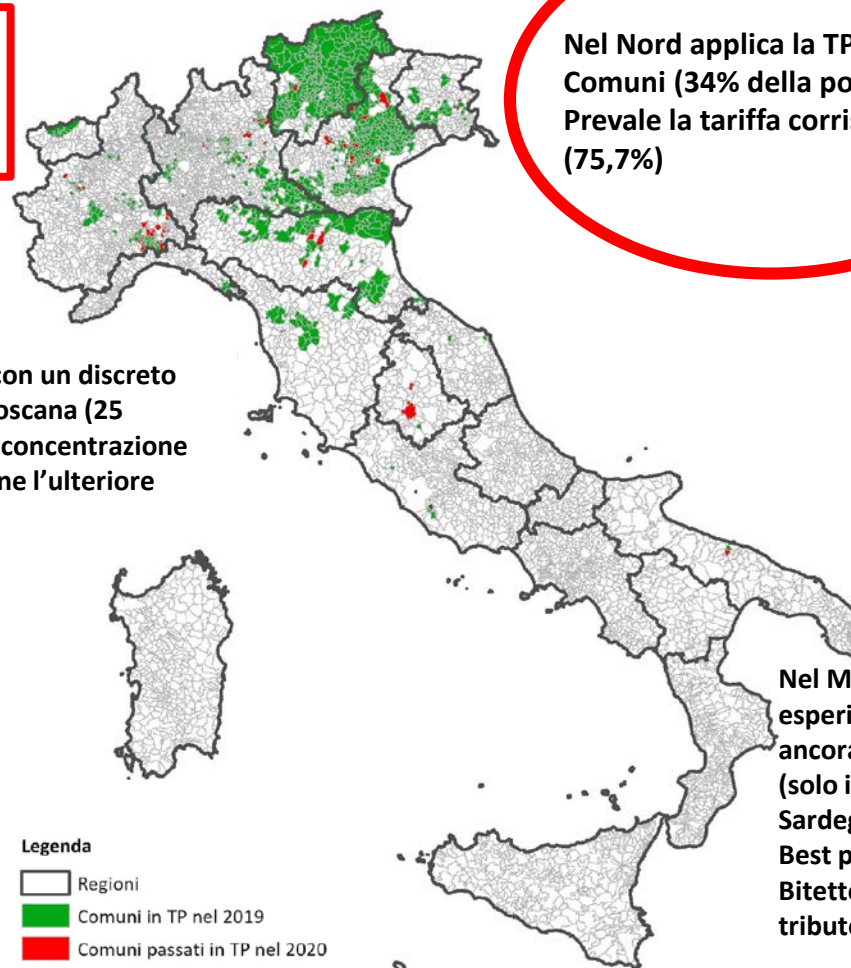 Nel Nord applica la TP
Comuni (34% della po
Prevale la tariffa corris
(75,7%)
con un discreto
oscana (25
concentrazione
ne l'ulteriore
Nel M
esperi
ancora
(solo i
Sardeg
Best p
Bitetto
tributo
Legenda
Regioni
Comuni in TP nel 2019
Comuni passati in TP nel 2020